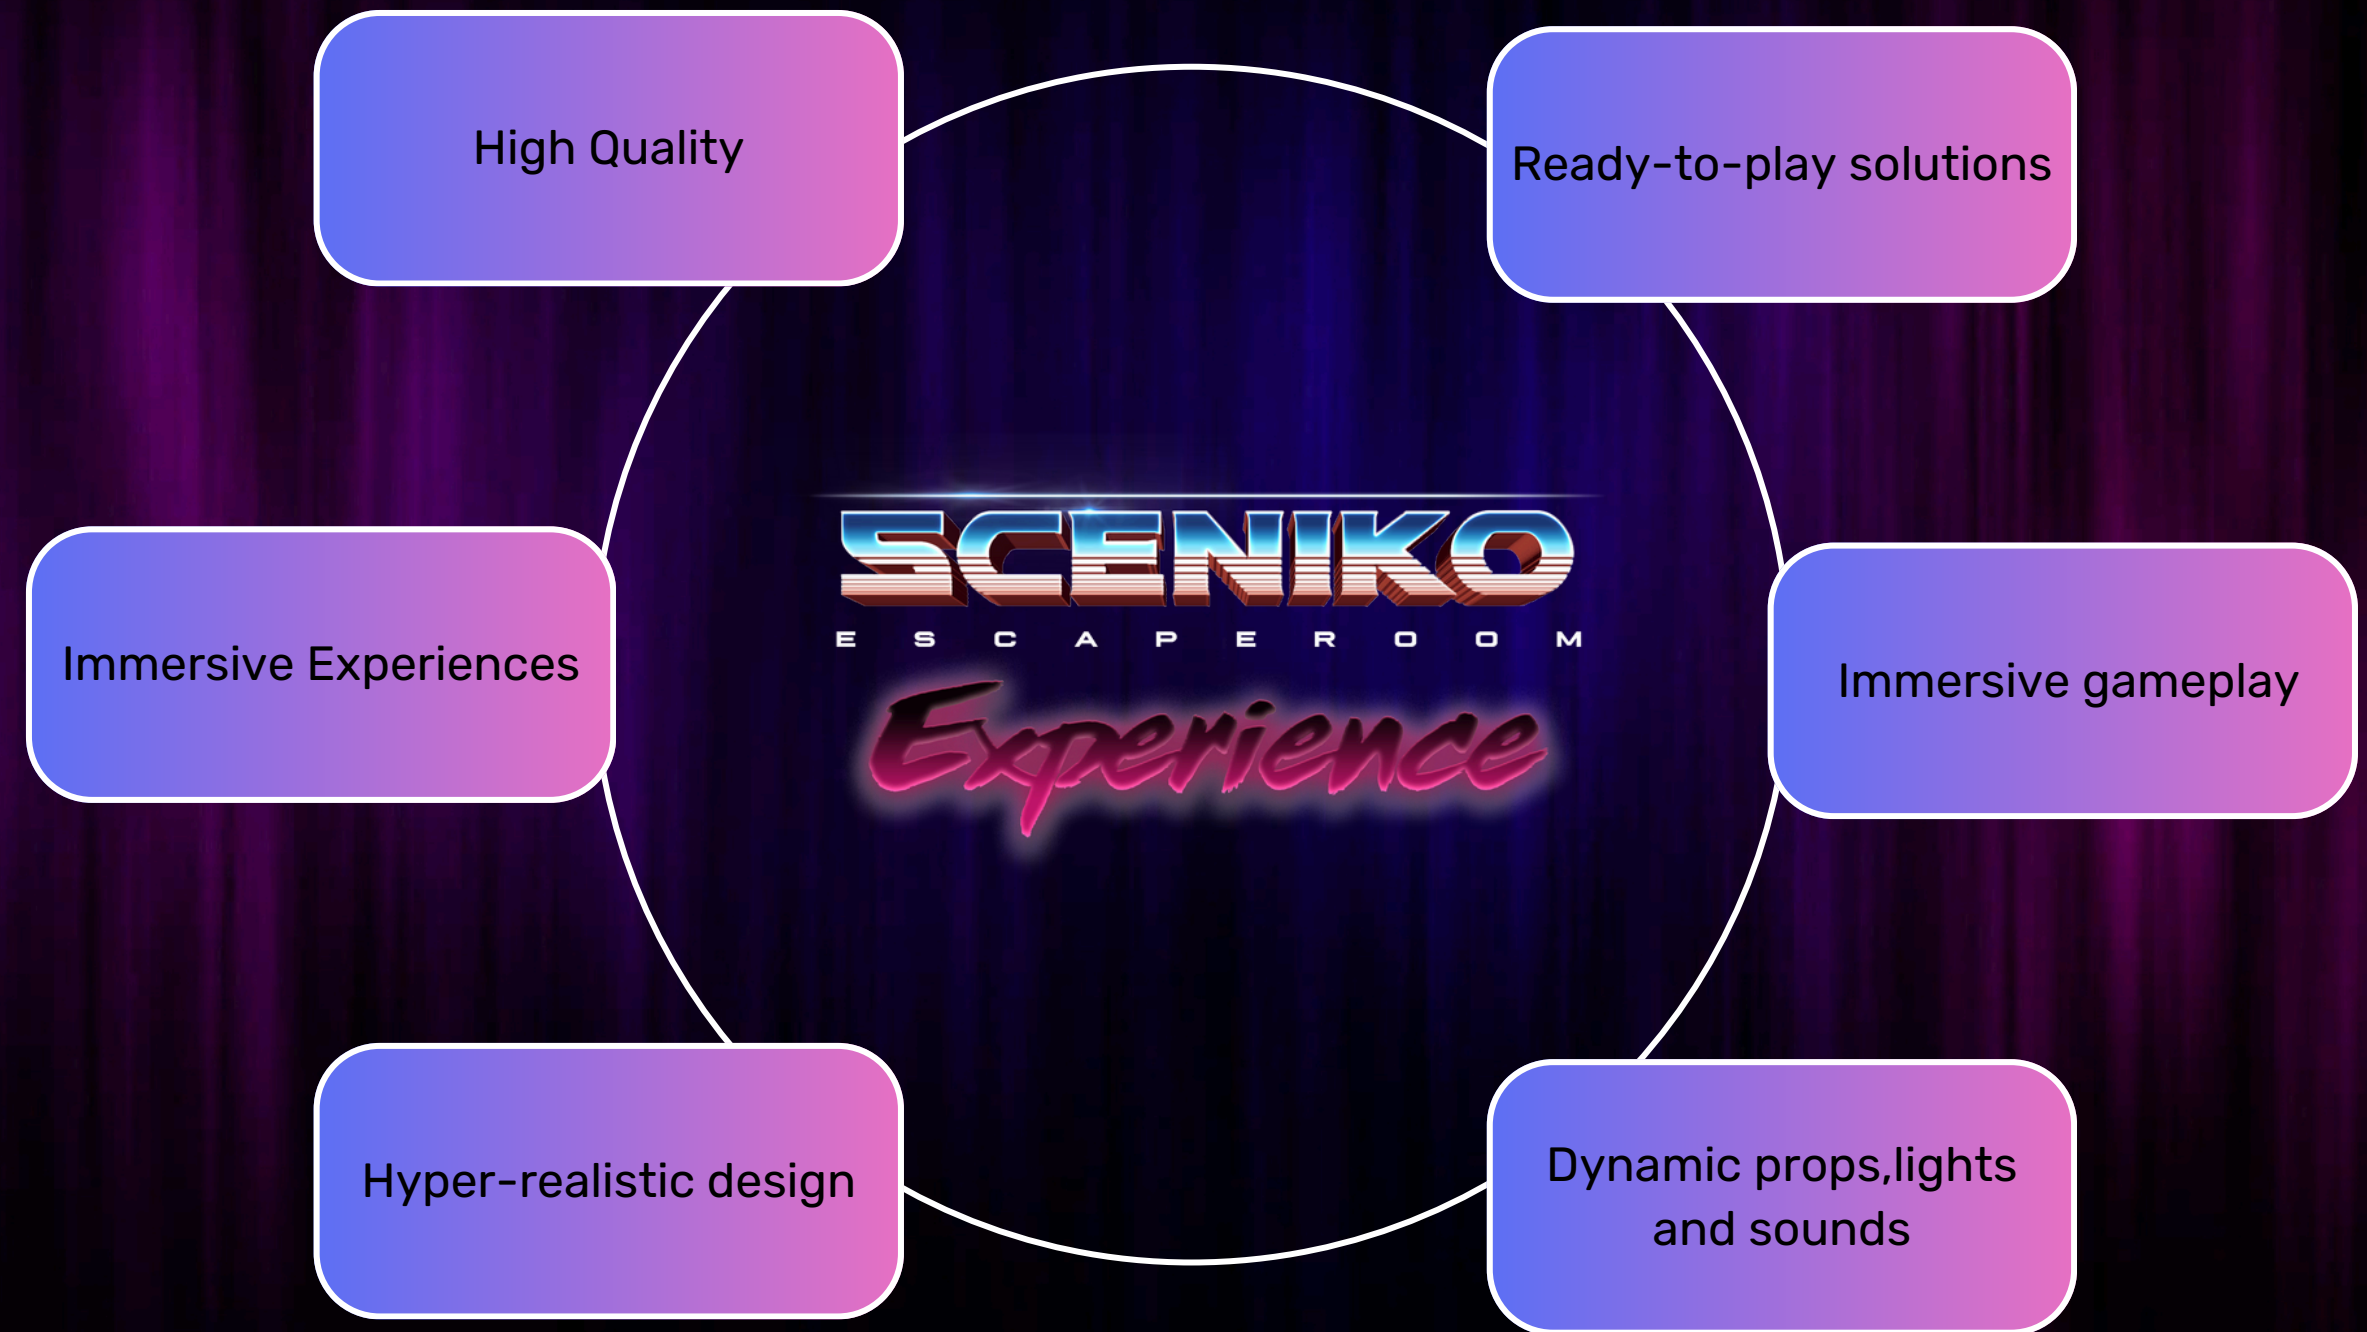 High Quality
Ready-to-play solutions
SCENIKO
ESCAPEROOM
Experience
Immersive Experiences
Immersive gameplay
Hyper-realistic design
Dynamic props,lights
and sounds